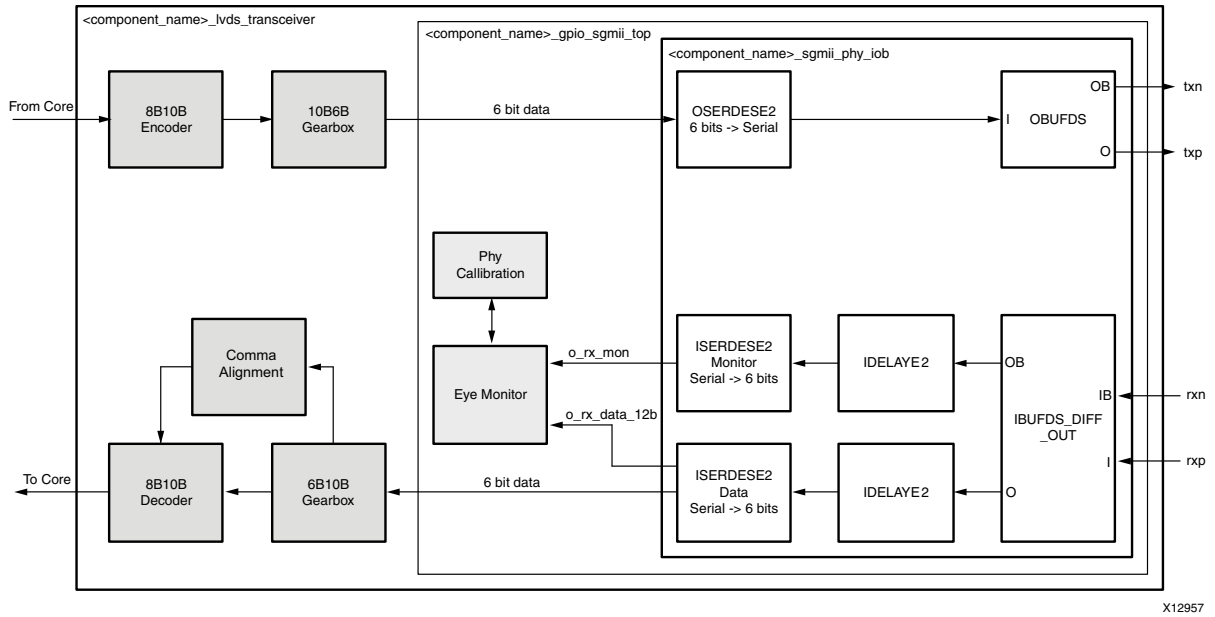 <component_name>_lvds_transceiver
<component_name>_gpio_sgmii_top
<component_name>_sgmii_phy_iob
From Core
8B10B
Encoder
10B6B
Gearbox
6 bit data
OSERDESE2
6 bits -> Serial
I
OBUFDS
OB
O
txn
txp
Phy
Callibration
Comma
Alignment
Eye Monitor
o_rx_mon
o_rx_data_12b
ISERDESE2
Monitor
Serial -> 6 bits
IDELAYE2
OB
IB
IBUFDS_DIFF
_OUT
I
O
rxn
rxp
To Core
8B10B
Decoder
6B10B
Gearbox
6 bit data
ISERDESE2
Data
Serial -> 6 bits
IDELAYE2
X12957